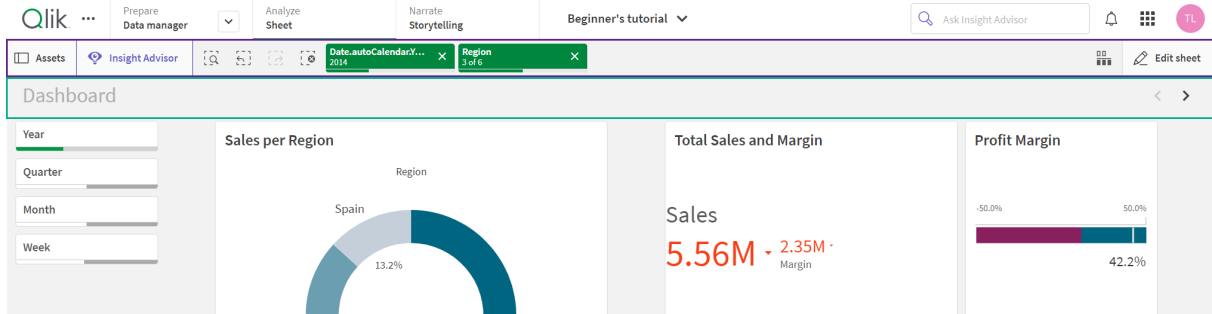 Qlik
Prepare
Data manager
Analyze
Sheet
Narrate
Storytelling
Beginner's tutorial
Ask Insight Advisor
TL
Assets
Insight Advisor
Date.autoCalendar.Y...
2014
Region
3 of 6
Edit sheet
Dashboard
Year
Quarter
Month
Week
Sales per Region
Region
Spain
13.2%
Total Sales and Margin
Sales
5.56M
2.35M
Margin
Profit Margin
-50.0% 50.0%
42.2%